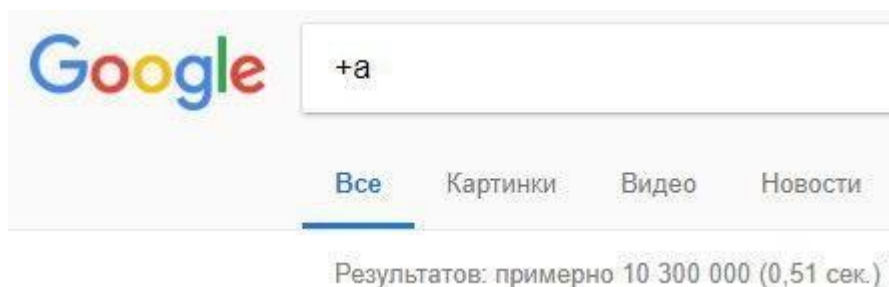 Google
+а
Все Картинки Видео Новости
Результатов: примерно 10 300 000 (0,51 сек.)